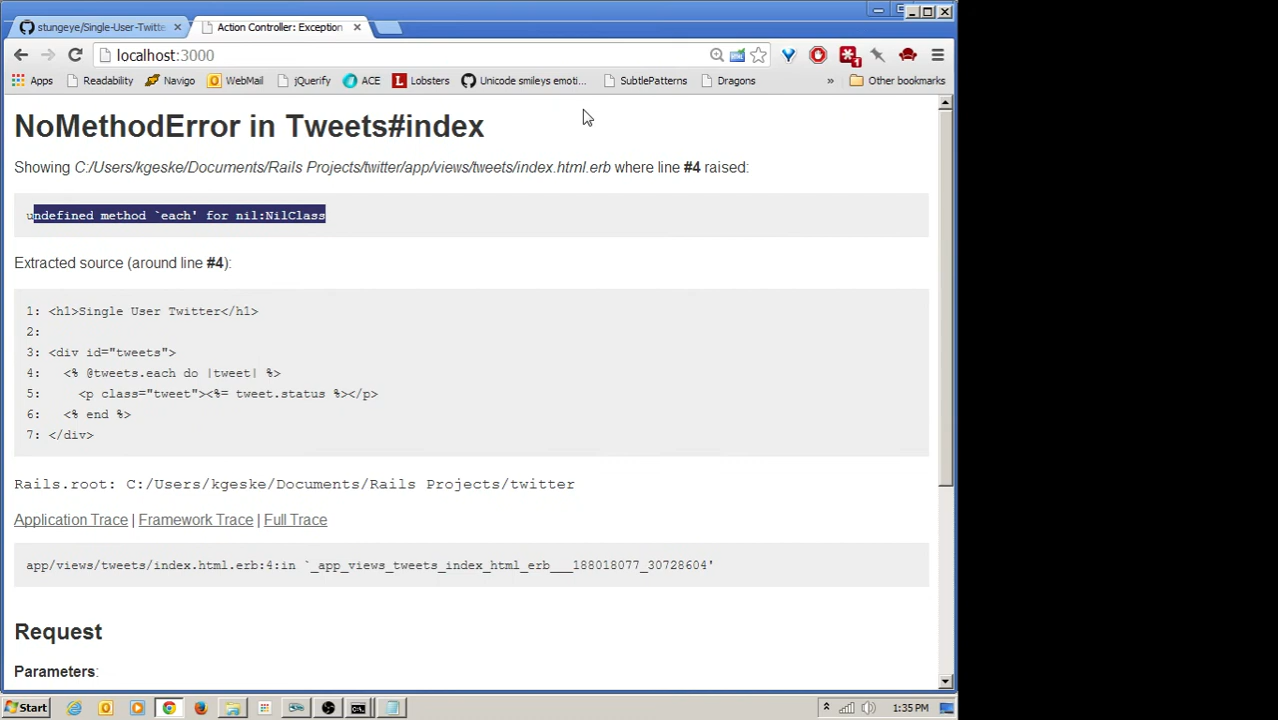 stungeye/Single-User-Twitte
Action Controller: Exception
localhost:3000
Apps
Readability
Navigo
WebMail
jQuerify
ACE
Lobsters
Unicode smileys emoti...
SubtlePatterns
Dragons
»
Other bookmarks
NoMethodError in Tweets#index
Showing C:/Users/kgeske/Documents/Rails Projects/twitter/app/views/tweets/index.html.erb where line #4 raised:
undefined method `each' for nil:NilClass
Extracted source (around line #4):
1: <h1>Single User Twitter</h1>
2:
3: <div id="tweets">
4:   <% @tweets.each do |tweet| %>
5:     <p class="tweet"><%= tweet.status %></p>
6:   <% end %>
7: </div>
Rails.root: C:/Users/kgeske/Documents/Rails Projects/twitter
Application Trace | Framework Trace | Full Trace
app/views/tweets/index.html.erb:4:in `_app_views_tweets_index_html_erb___188018077_30728604'
Request
Parameters:
Start
1:35 PM